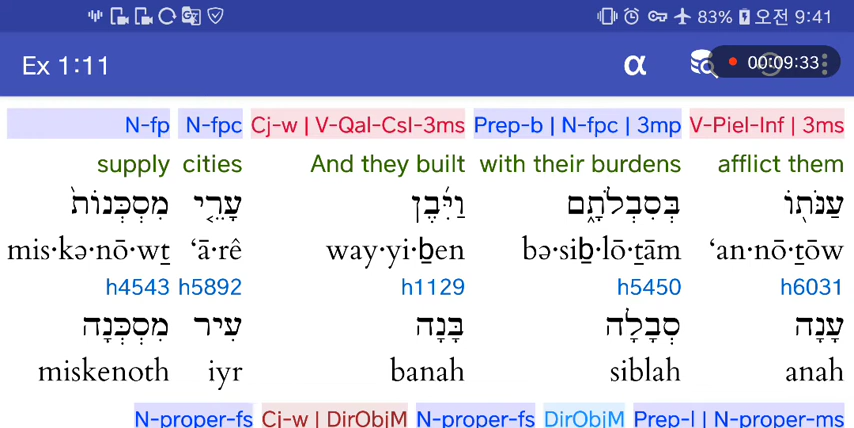 83% 오전 9:41
Ex 1:11 α 00:09:33
N-fp N-fpc Cj-w | V-Qal-CsI-3ms Prep-b | N-fpc | 3mp V-Piel-Inf | 3ms
supply cities And they built with their burdens afflict them
עַנֹּת֖וֹ בְּסִבְלֹתָ֑ם וַיִּ֜בֶן עָרֵ֤י מִסְכְּנוֹת֙
mis·kə·nō·wṯ ‘ā·rê way·yi·ḇen bə·siḇ·lō·ṯām ‘an·nō·ṯōw
h4543 h5892 h1129 h5450 h6031
עָנָה סְבָלָה בָּנָה עִיר מִסְכְּנָה
miskenoth iyr banah siblah anah
N-proper-fs Cj-w | DirObjM N-proper-fs DirObjM Prep-l | N-proper-ms